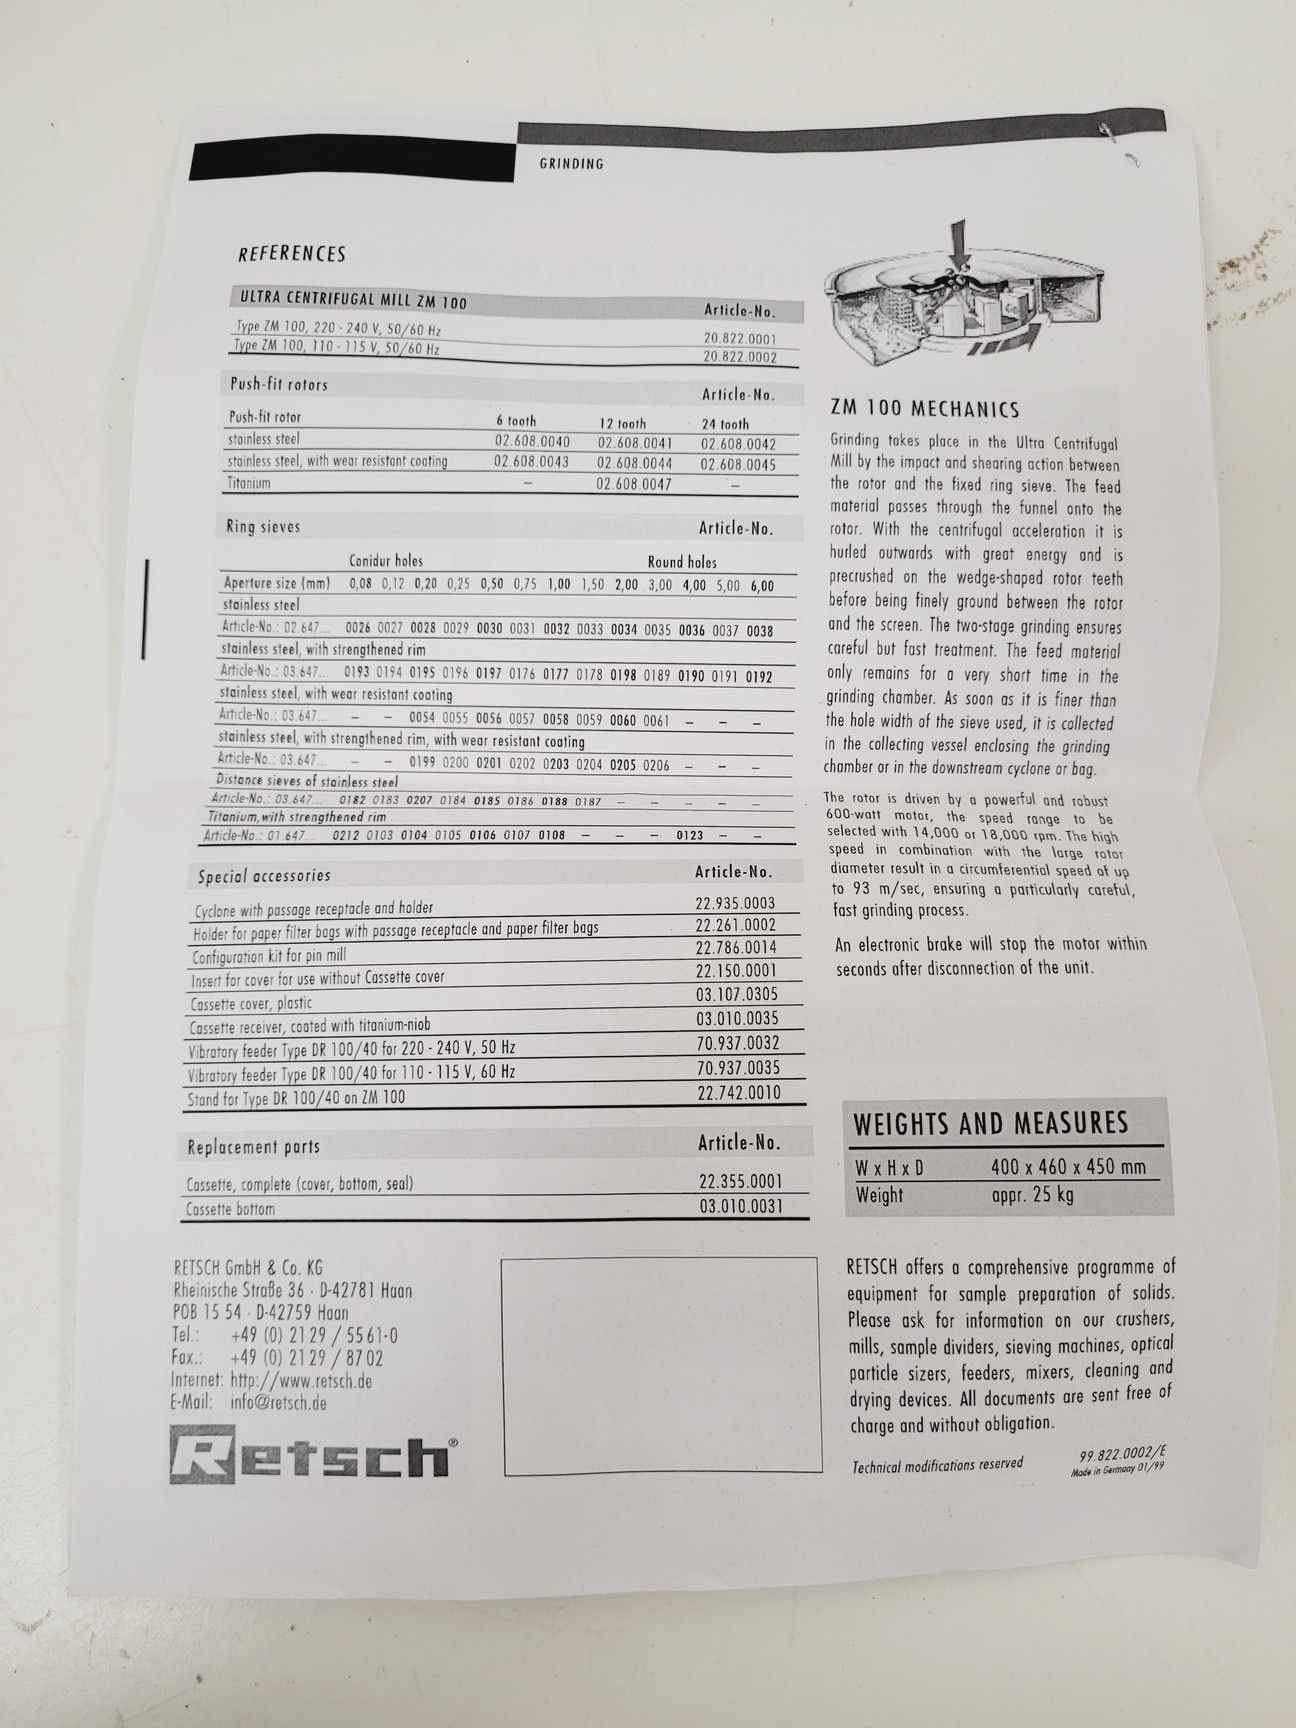 GRINDING
REFERENCES
ULTRA CENTRIFUGAL MILL ZM 100 Article-No.
Type ZM 100, 220 - 240 V, 50/60 Hz 20.822.0001
Type ZM 100, 110 - 115 V, 50/60 Hz 20.822.0002
Push-fit rotors Article-No.
Push-fit rotor 6 tooth 12 tooth 24 tooth
stainless steel 02.608.0040 02.608.0041 02.608.0042
stainless steel, with wear resistant coating 02.608.0043 02.608.0044 02.608.0045
Titanium – 02.608.0047 –
Ring sieves Article-No.
Conidur holes Round holes
Aperture size (mm) 0,08 0,12 0,20 0,25 0,50 0,75 1,00 1,50 2,00 3,00 4,00 5,00 6,00
stainless steel
Article-No.: 02.647... 0026 0027 0028 0029 0030 0031 0032 0033 0034 0035 0036 0037 0038
stainless steel, with strengthened rim
Article-No.: 03.647... 0193 0194 0195 0196 0197 0176 0177 0178 0198 0189 0190 0191 0192
stainless steel, with wear resistant coating
Article-No.: 03.647... – – 0054 0055 0056 0057 0058 0059 0060 0061 – – –
stainless steel, with strengthened rim, with wear resistant coating
Article-No.: 03.647... – – 0199 0200 0201 0202 0203 0204 0205 0206 – – –
Distance sieves of stainless steel
Article-No.: 03.647... 0182 0183 0207 0184 0185 0186 0188 0187 – – – – –
Titanium, with strengthened rim
Article-No.: 01.647... 0212 0103 0104 0105 0106 0107 0108 – – – 0123 – –
Special accessories Article-No.
Cyclone with passage receptacle and holder 22.935.0003
Holder for paper filter bags with passage receptacle and paper filter bags 22.261.0002
Configuration kit for pin mill 22.786.0014
Insert for cover for use without Cassette cover 22.150.0001
Cassette cover, plastic 03.107.0305
Cassette receiver, coated with titanium-niob 03.010.0035
Vibratory feeder Type DR 100/40 for 220 - 240 V, 50 Hz 70.937.0032
Vibratory feeder Type DR 100/40 for 110 - 115 V, 60 Hz 70.937.0035
Stand for Type DR 100/40 on ZM 100 22.742.0010
Replacement parts Article-No.
Cassette, complete (cover, bottom, seal) 22.355.0001
Cassette bottom 03.010.0031
RETSCH GmbH & Co. KG
Rheinische Straße 36 · D-42781 Haan
POB 15 54 · D-42759 Haan
Tel.: +49 (0) 21 29 / 55 61-0
Fax.: +49 (0) 21 29 / 87 02
Internet: http://www.retsch.de
E-Mail: info@retsch.de
Retsch®
ZM 100 MECHANICS
Grinding takes place in the Ultra Centrifugal
Mill by the impact and shearing action between
the rotor and the fixed ring sieve. The feed
material passes through the funnel onto the
rotor. With the centrifugal acceleration it is
hurled outwards with great energy and is
precrushed on the wedge-shaped rotor teeth
before being finely ground between the rotor
and the screen. The two-stage grinding ensures
careful but fast treatment. The feed material
only remains for a very short time in the
grinding chamber. As soon as it is finer than
the hole width of the sieve used, it is collected
in the collecting vessel enclosing the grinding
chamber or in the downstream cyclone or bag.
The rotor is driven by a powerful and robust
600-watt motor, the speed range to be
selected with 14,000 or 18,000 rpm. The high
speed in combination with the large rotor
diameter result in a circumferential speed of up
to 93 m/sec, ensuring a particularly careful,
fast grinding process.
An electronic brake will stop the motor within
seconds after disconnection of the unit.
WEIGHTS AND MEASURES
W x H x D 400 x 460 x 450 mm
Weight appr. 25 kg
RETSCH offers a comprehensive programme of
equipment for sample preparation of solids.
Please ask for information on our crushers,
mills, sample dividers, sieving machines, optical
particle sizers, feeders, mixers, cleaning and
drying devices. All documents are sent free of
charge and without obligation.
Technical modifications reserved
99.822.0002/E
Made in Germany 01/99